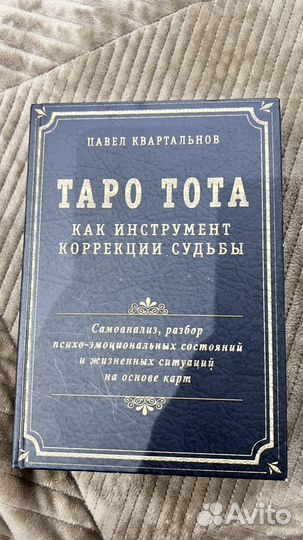 ПАВЕЛ КВАРТАЛЬНОВ
ТАРО ТОТА
КАК ИНСТРУМЕНТ
КОРРЕКЦИИ СУДЬБЫ
Самоанализ, разбор
психо-эмоциональных состояний
и жизненных ситуаций
на основе карт
Avito